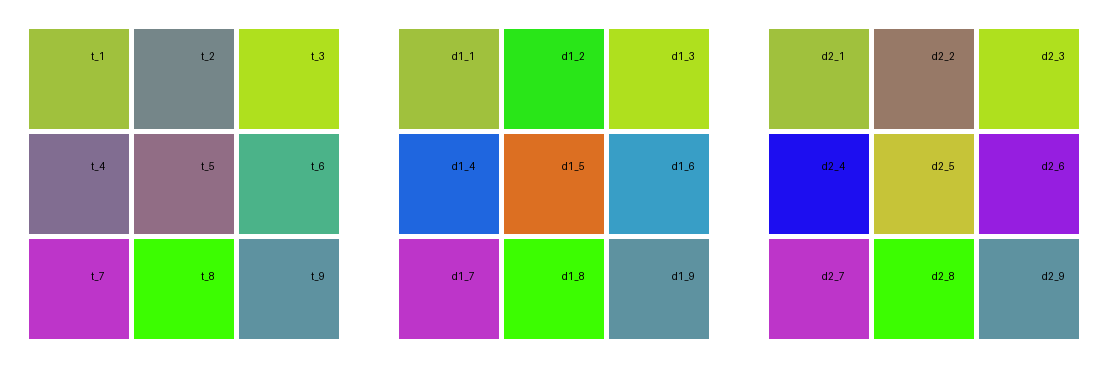 t_1 t_2 t_3 d1_1 d1_2 d1_3 d2_1 d2_2 d2_3
t_4 t_5 t_6 d1_4 d1_5 d1_6 d2_4 d2_5 d2_6
t_7 t_8 t_9 d1_7 d1_8 d1_9 d2_7 d2_8 d2_9